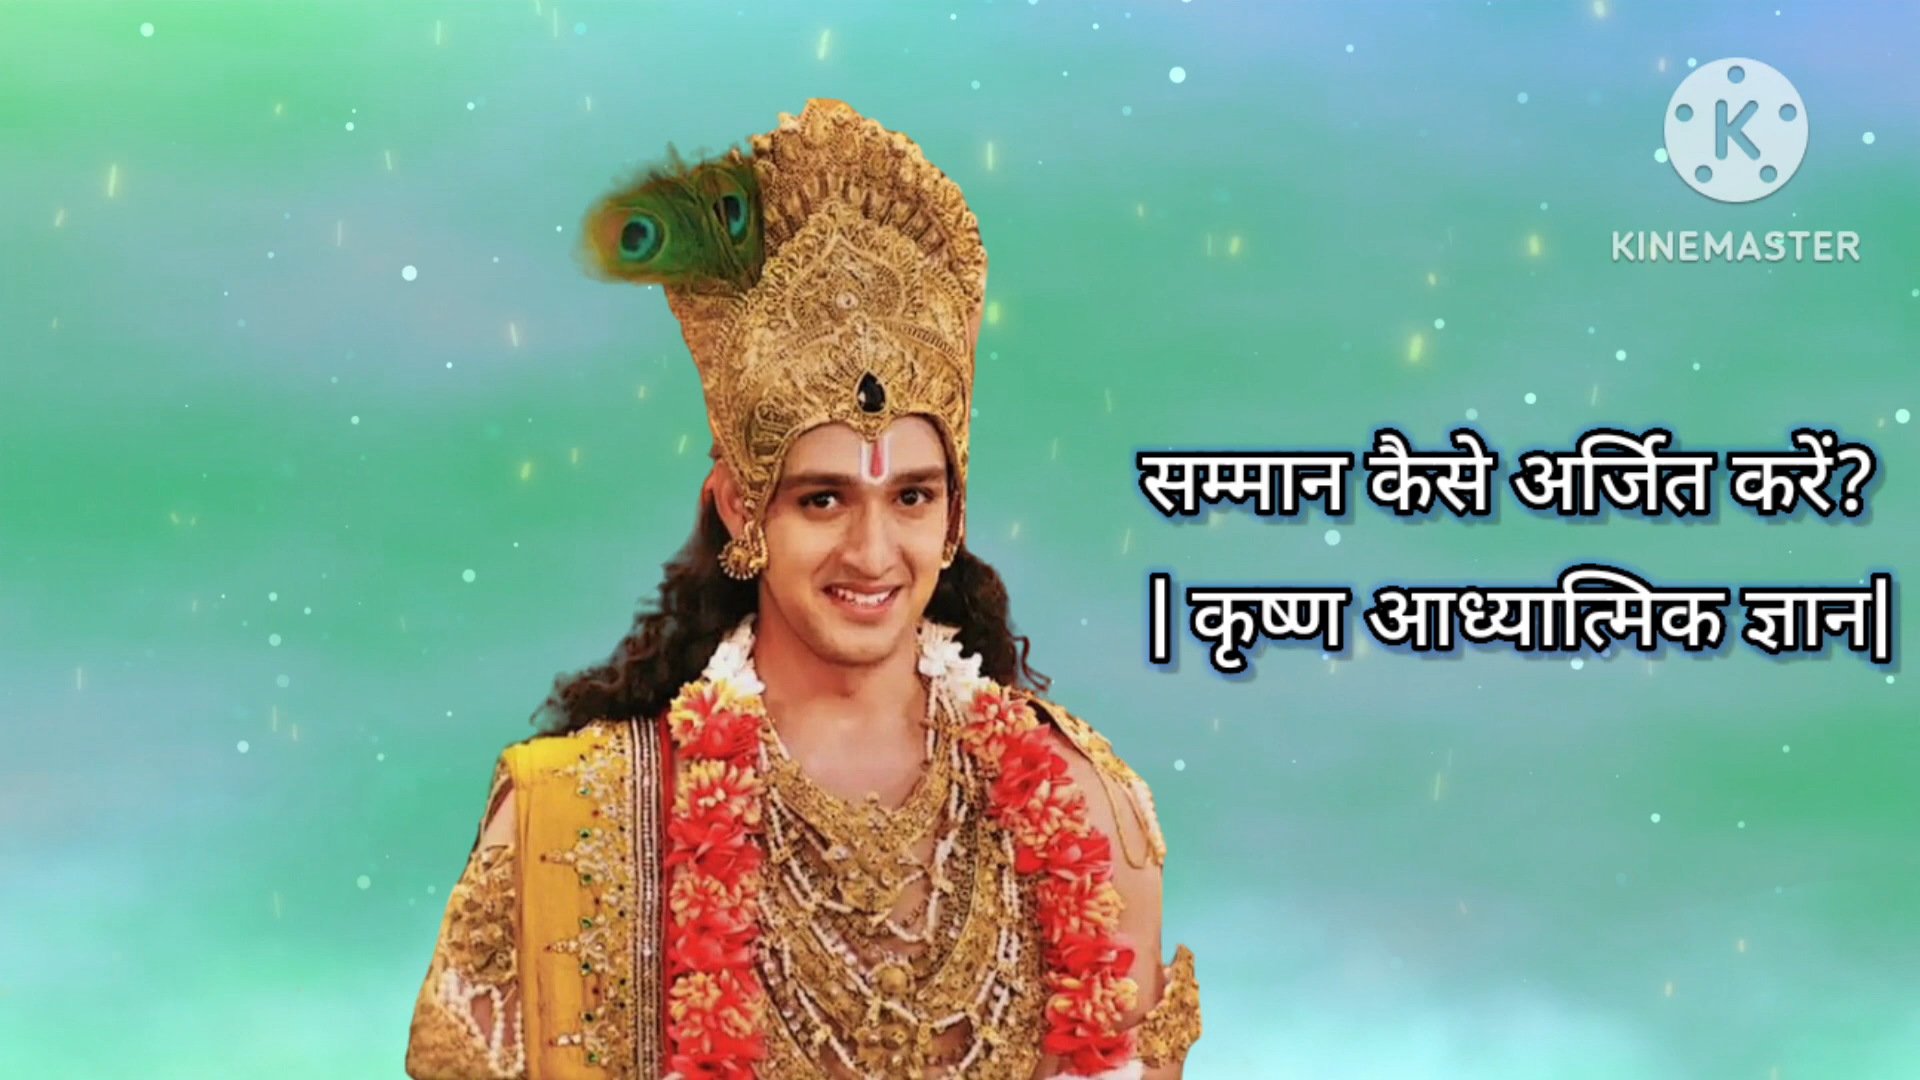 K
KINEMASTER
सम्मान कैसे अर्जित करें?
| कृष्ण आध्यात्मिक ज्ञान|